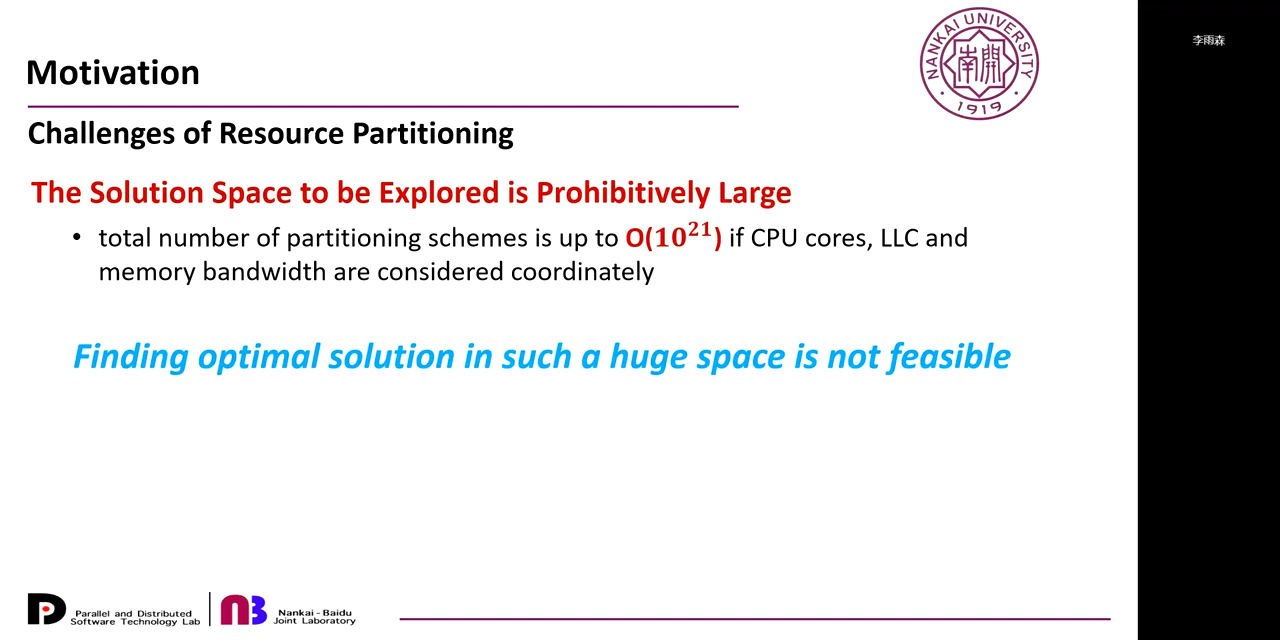 Motivation
NANKAI UNIVERSITY
南開
1919
李雨森
Challenges of Resource Partitioning
The Solution Space to be Explored is Prohibitively Large
• total number of partitioning schemes is up to O(10²¹) if CPU cores, LLC and
memory bandwidth are considered coordinately
Finding optimal solution in such a huge space is not feasible
Parallel and Distributed
Software Technology Lab
Nankai - Baidu
Joint Laboratory